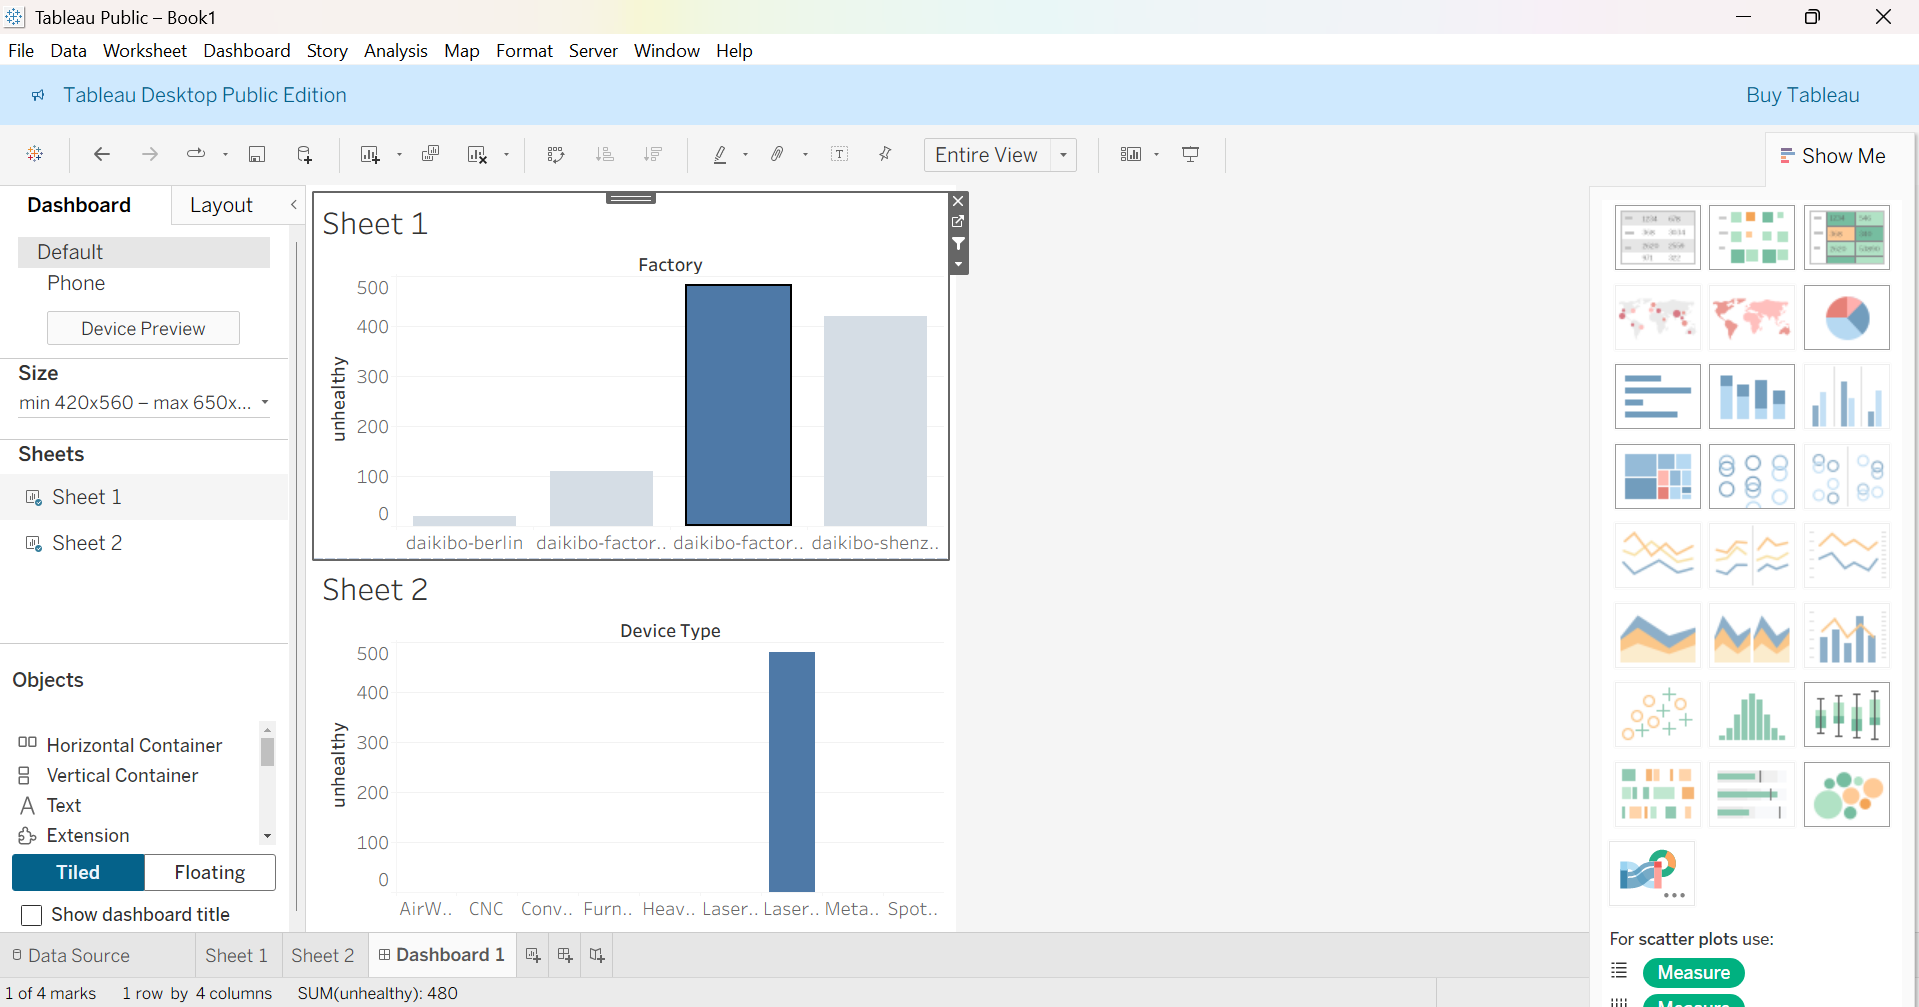 Tableau Public – Book1
File Data Worksheet Dashboard Story Analysis Map Format Server Window Help
Tableau Desktop Public Edition
Buy Tableau
Entire View
Show Me
Dashboard
Layout
Default
Phone
Device Preview
Size
min 420x560 – max 650x...
Sheets
Sheet 1
Sheet 2
Objects
Horizontal Container
Vertical Container
Text
Extension
Tiled
Floating
Show dashboard title
Sheet 1
Factory
unhealthy
500
400
300
200
100
0
daikibo-berlin daikibo-factor.. daikibo-factor.. daikibo-shenz..
Sheet 2
Device Type
unhealthy
500
400
300
200
100
0
AirW.. CNC Conv.. Furn.. Heav.. Laser.. Laser.. Meta.. Spot..
For scatter plots use:
Measure
Measure
Data Source
Sheet 1
Sheet 2
Dashboard 1
1 of 4 marks 1 row by 4 columns SUM(unhealthy): 480